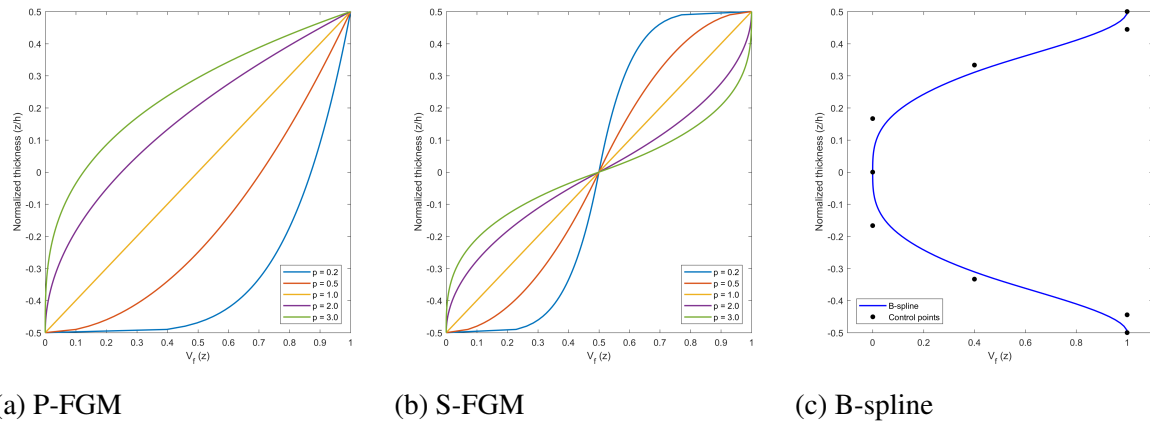 0.5
0.4
0.3
0.2
0.1
0
-0.1
-0.2
-0.3
-0.4
-0.5
Normalized thickness (z/h)
0 0.1 0.2 0.3 0.4 0.5 0.6 0.7 0.8 0.9 1
V_f (z)
p = 0.2
p = 0.5
p = 1.0
p = 2.0
p = 3.0
(a) P-FGM
0.5
0.4
0.3
0.2
0.1
0
-0.1
-0.2
-0.3
-0.4
-0.5
Normalized thickness (z/h)
0 0.1 0.2 0.3 0.4 0.5 0.6 0.7 0.8 0.9 1
V_f (z)
p = 0.2
p = 0.5
p = 1.0
p = 2.0
p = 3.0
(b) S-FGM
0.5
0.4
0.3
0.2
0.1
0
-0.1
-0.2
-0.3
-0.4
-0.5
Normalized thickness (z/h)
0 0.2 0.4 0.6 0.8 1
V_f (z)
B-spline
Control points
(c) B-spline